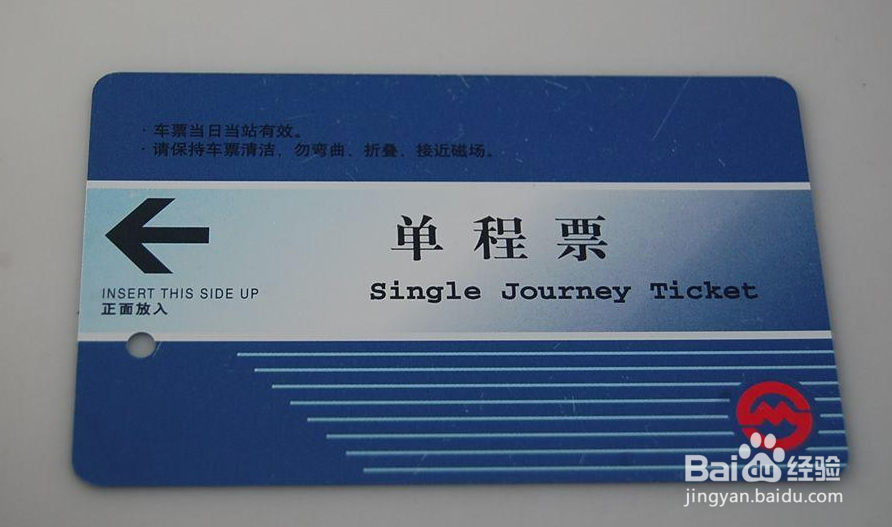 · 车票当日当站有效。
· 请保持车票清洁、勿弯曲、折叠、接近磁场。
单程票
Single Journey Ticket
INSERT THIS SIDE UP
正面放入
Baidu经验
jingyan.baidu.com